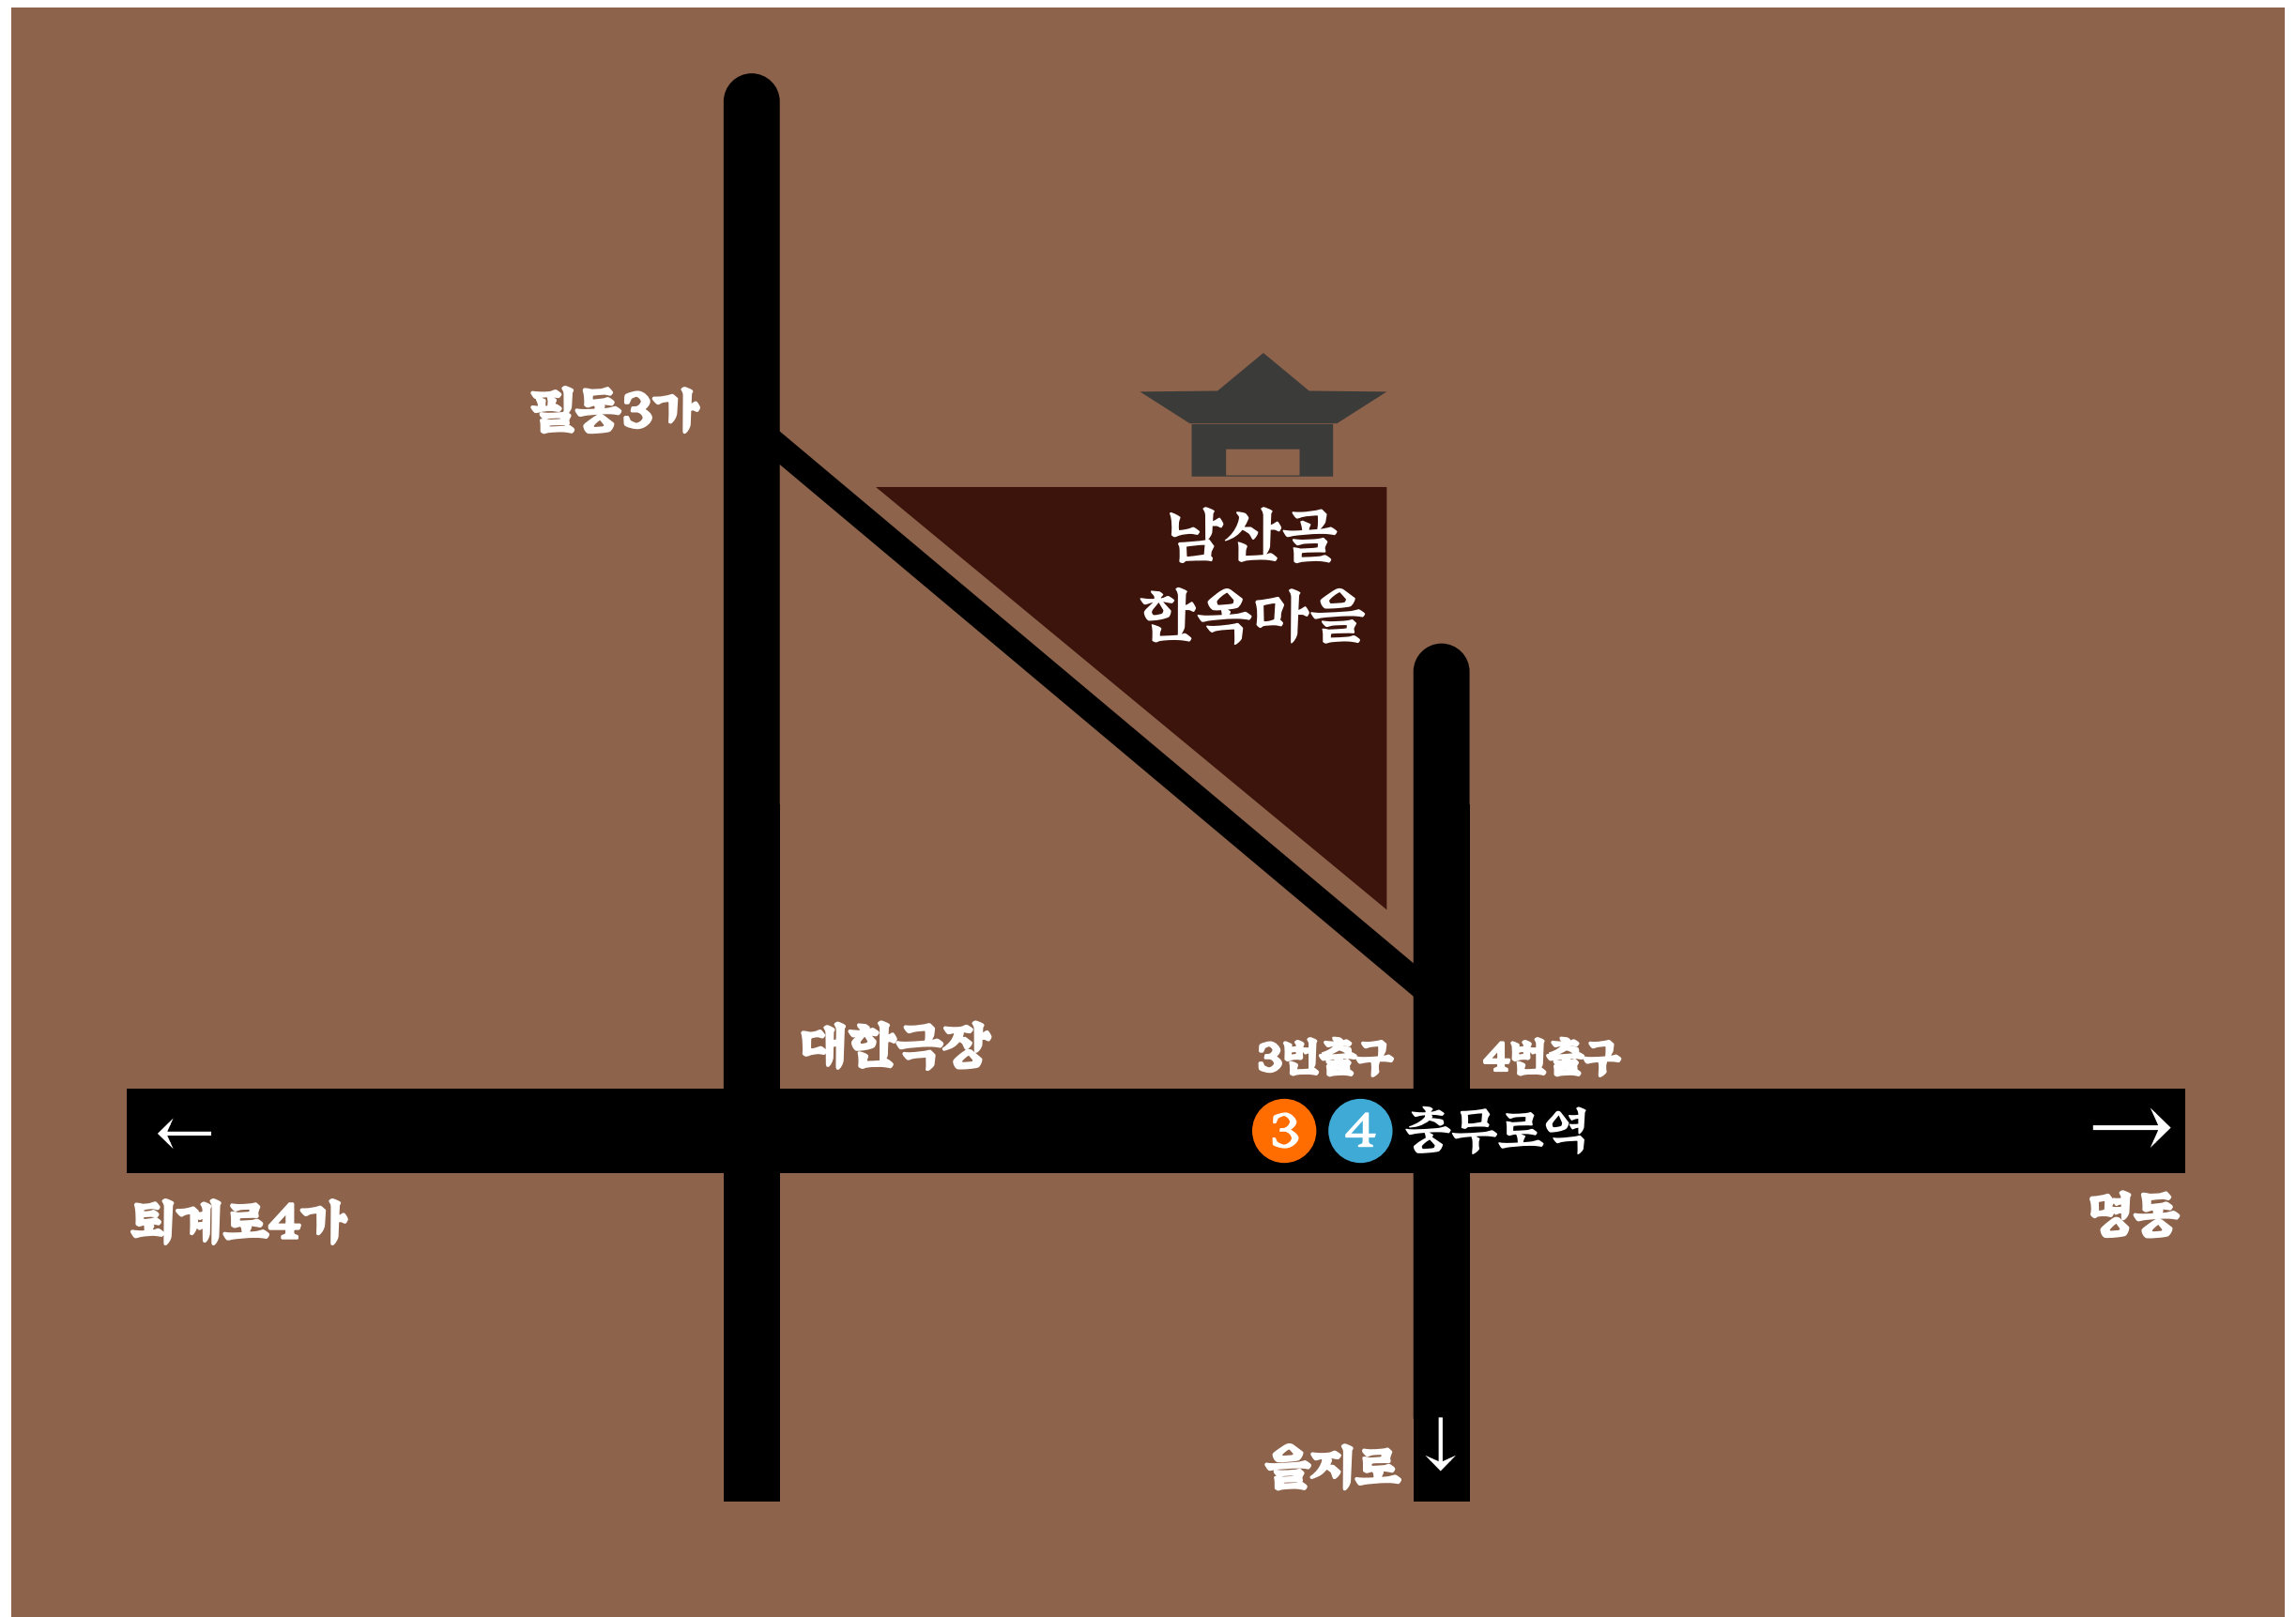 필동3가
남산골
한옥마을
대한극장
3번출구
4번출구
3 4 충무로역
퇴계로4가
명동
을지로